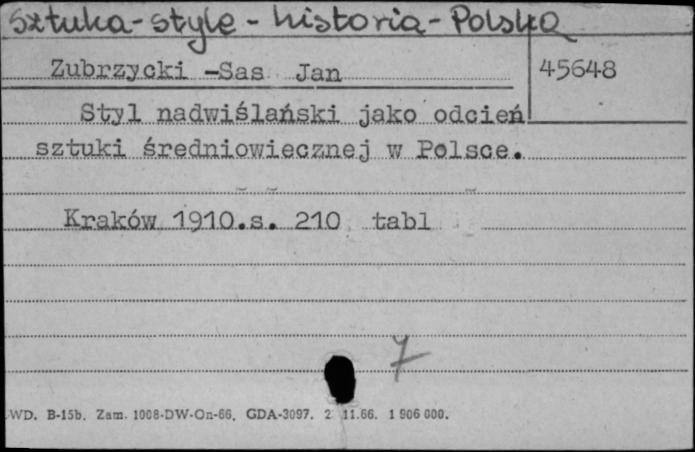 Sztuka - style - historia - Polska
Zubrzycki -Sas Jan
45648
Styl nadwiślański jako odcień
sztuki średniowiecznej w Polsce.
Kraków 1910.s. 210 tabl
7
WD. B-15b. Zam. 1008-DW-On-66. GDA-3097. 2 11.66. 1 906 000.